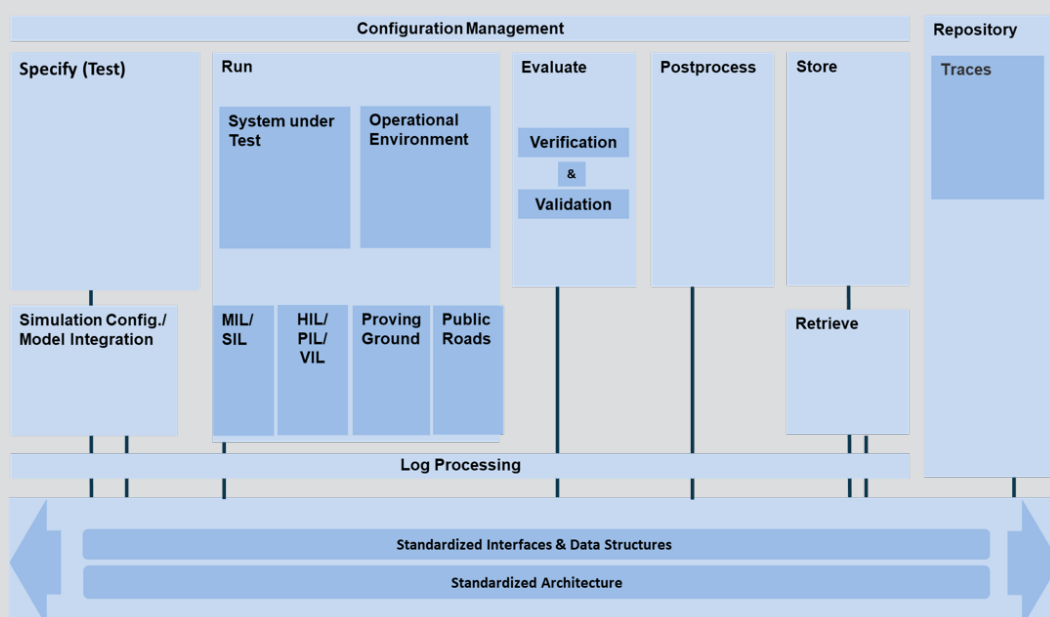 Configuration Management
Repository
Specify (Test)
Run
Evaluate
Postprocess
Store
Traces
System under
Test
Operational
Environment
Verification
&
Validation
Simulation Config./
Model Integration
MIL/
SIL
HIL/
PIL/
VIL
Proving
Ground
Public
Roads
Retrieve
Log Processing
Standardized Interfaces & Data Structures
Standardized Architecture